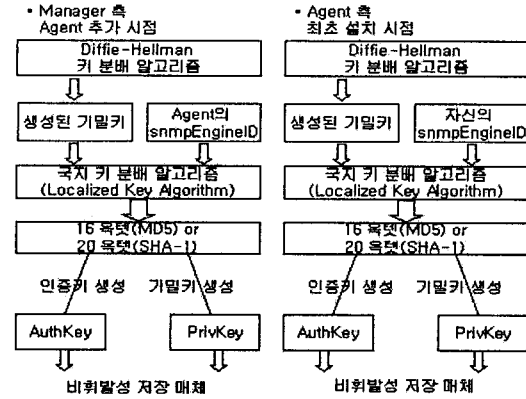 • Manager 측
Agent 추가 시점
Diffie-Hellman
키 분배 알고리즘
생성된 기밀키
Agent의
snmpEngineID
국지 키 분배 알고리즘
(Localized Key Algorithm)
16 옥텟(MD5) or
20 옥텟(SHA-1)
인증키 생성
기밀키 생성
AuthKey
PrivKey
비휘발성 저장 매체
• Agent 측
최초 설치 시점
Diffie-Hellman
키 분배 알고리즘
생성된 기밀키
자신의
snmpEngineID
국지 키 분배 알고리즘
(Localized Key Algorithm)
16 옥텟(MD5) or
20 옥텟(SHA-1)
인증키 생성
기밀키 생성
AuthKey
PrivKey
비휘발성 저장 매체